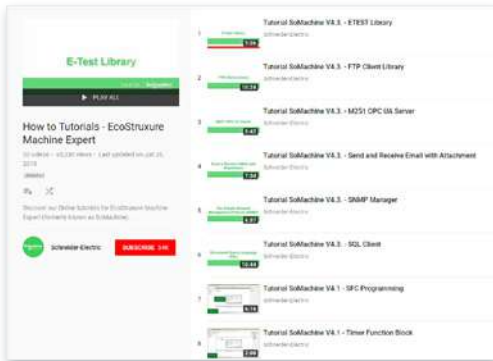 E-Test Library
PLAY ALL
How to Tutorials - EcoStruxure
Machine Expert
Discover our Online tutorials for EcoStruxure Machine
Expert (formerly known as SoMachine)
Schneider Electric
SUBSCRIBE
1
Tutorial SoMachine V4.3. - ETEST Library
Schneider Electric
2
Tutorial SoMachine V4.3. - FTP Client Library
Schneider Electric
10:26
3
Tutorial SoMachine V4.3. - M251 OPC UA Server
Schneider Electric
4
Tutorial SoMachine V4.3. - Send and Receive Email with Attachment
Schneider Electric
5
Tutorial SoMachine V4.3. - SNMP Manager
Schneider Electric
6
Tutorial SoMachine V4.3. - SQL Client
Schneider Electric
7
Tutorial SoMachine V4.1 - SFC Programming
Schneider Electric
8
Tutorial SoMachine V4.1 - Timer Function Block
Schneider Electric